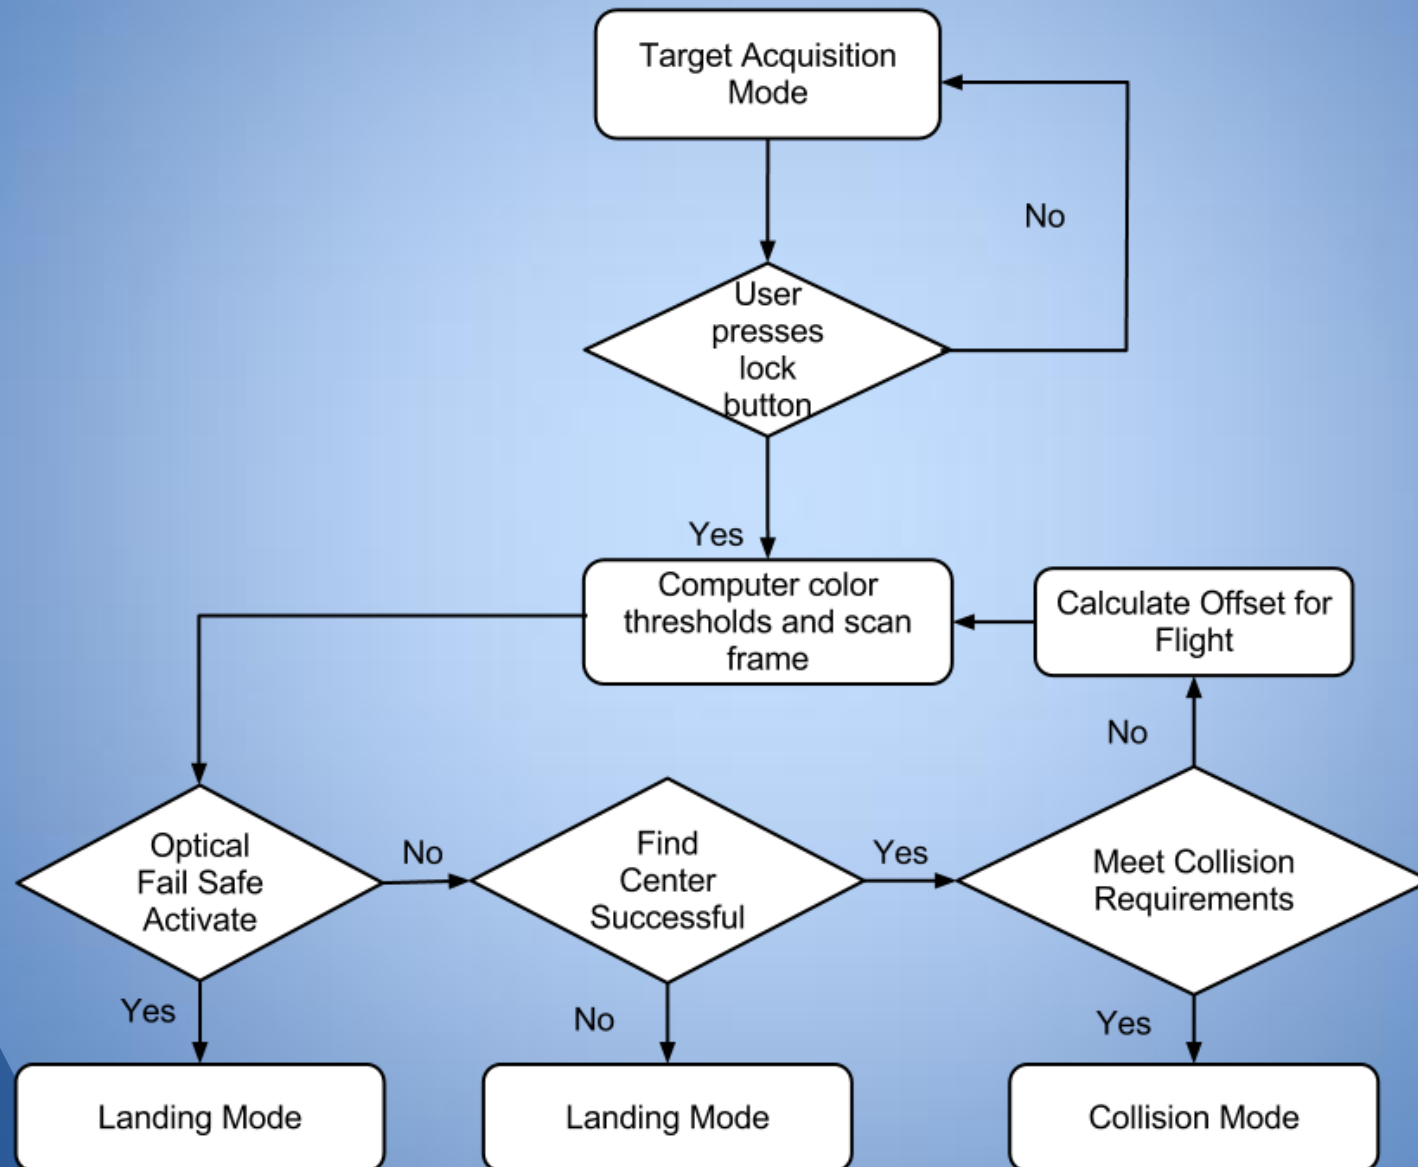 Target Acquisition
Mode
No
User
presses
lock
button
Yes
Computer color
thresholds and scan
frame
Calculate Offset for
Flight
No
Optical
Fail Safe
Activate
No
Find
Center
Successful
Yes
Meet Collision
Requirements
Yes
No
Yes
Landing Mode
Landing Mode
Collision Mode